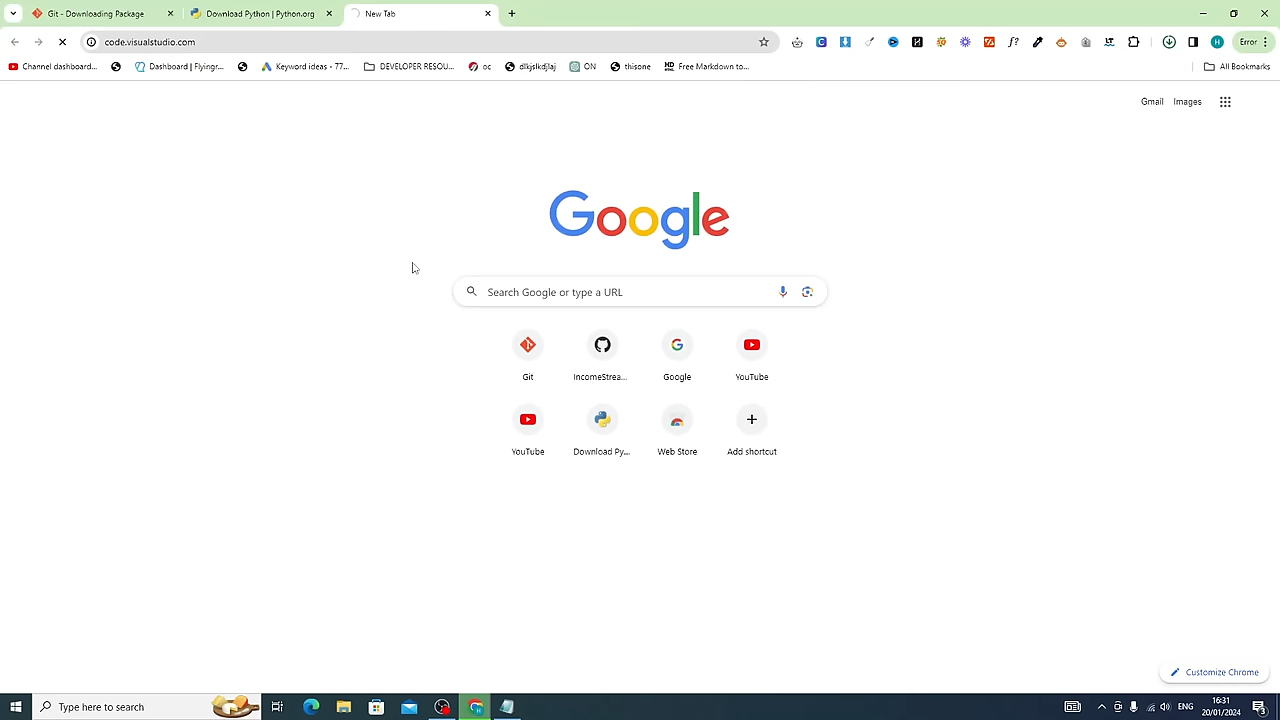 Git - Downloading Package
Download Python | Python.org
New Tab
code.visualstudio.com
Error
Channel dashboard...
Dashboard | Flyingr...
Keyword ideas - 77...
DEVELOPER RESOU...
oc
dlkjslkdjlaj
ON
thisone
Free Markdown to...
All Bookmarks
Gmail
Images
Google
Search Google or type a URL
Git
IncomeStrea...
Google
YouTube
YouTube
Download Py...
Web Store
Add shortcut
Customize Chrome
Type here to search
ENG
16:31
20/01/2024